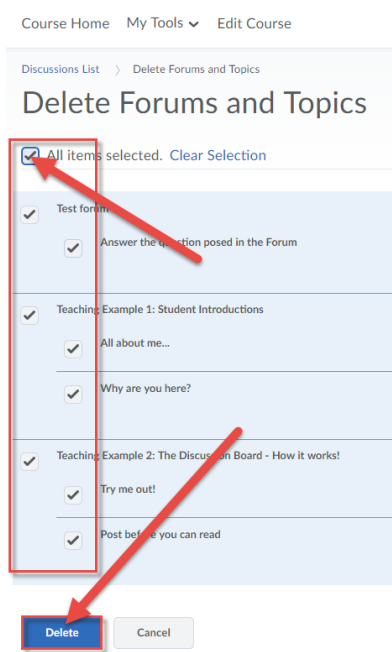 Course Home My Tools Edit Course
Discussions List > Delete Forums and Topics
Delete Forums and Topics
All items selected. Clear Selection
Test forum
Answer the question posed in the Forum
Teaching Example 1: Student Introductions
All about me...
Why are you here?
Teaching Example 2: The Discussion Board - How it works!
Try me out!
Post before you can read
Delete Cancel